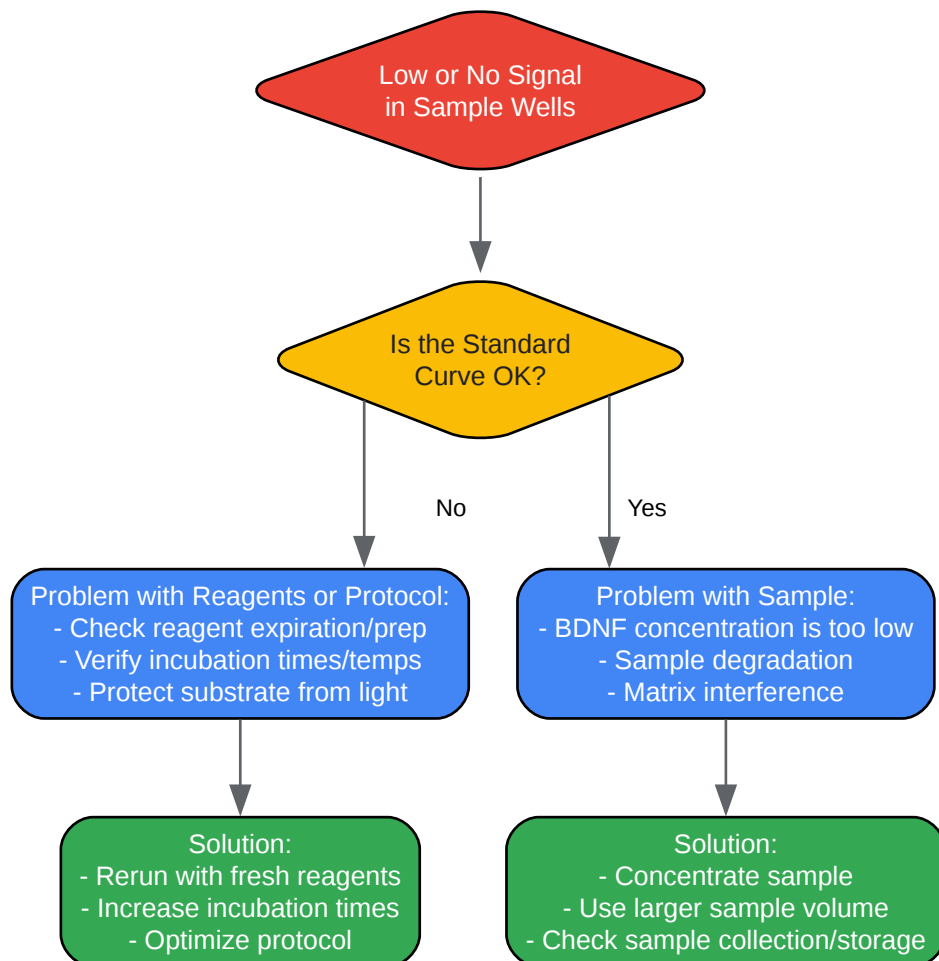 Low or No Signal
in Sample Wells
Is the Standard
Curve OK?
No
Yes
Problem with Reagents or Protocol:
- Check reagent expiration/prep
- Verify incubation times/temps
- Protect substrate from light
Problem with Sample:
- BDNF concentration is too low
- Sample degradation
- Matrix interference
Solution:
- Rerun with fresh reagents
- Increase incubation times
- Optimize protocol
Solution:
- Concentrate sample
- Use larger sample volume
- Check sample collection/storage